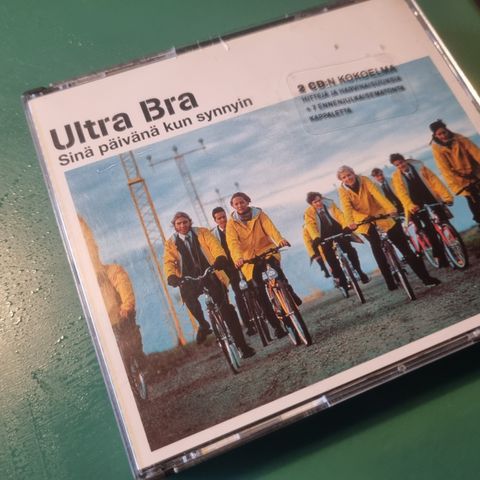 Ultra Bra
Sinä päivänä kun synnyin
2 CD:N KOKOELMA
HITTEJÄ JA HARVINAISUUKSIA
+ 7 ENNENJULKAISEMATONTA
KAPPALETTA